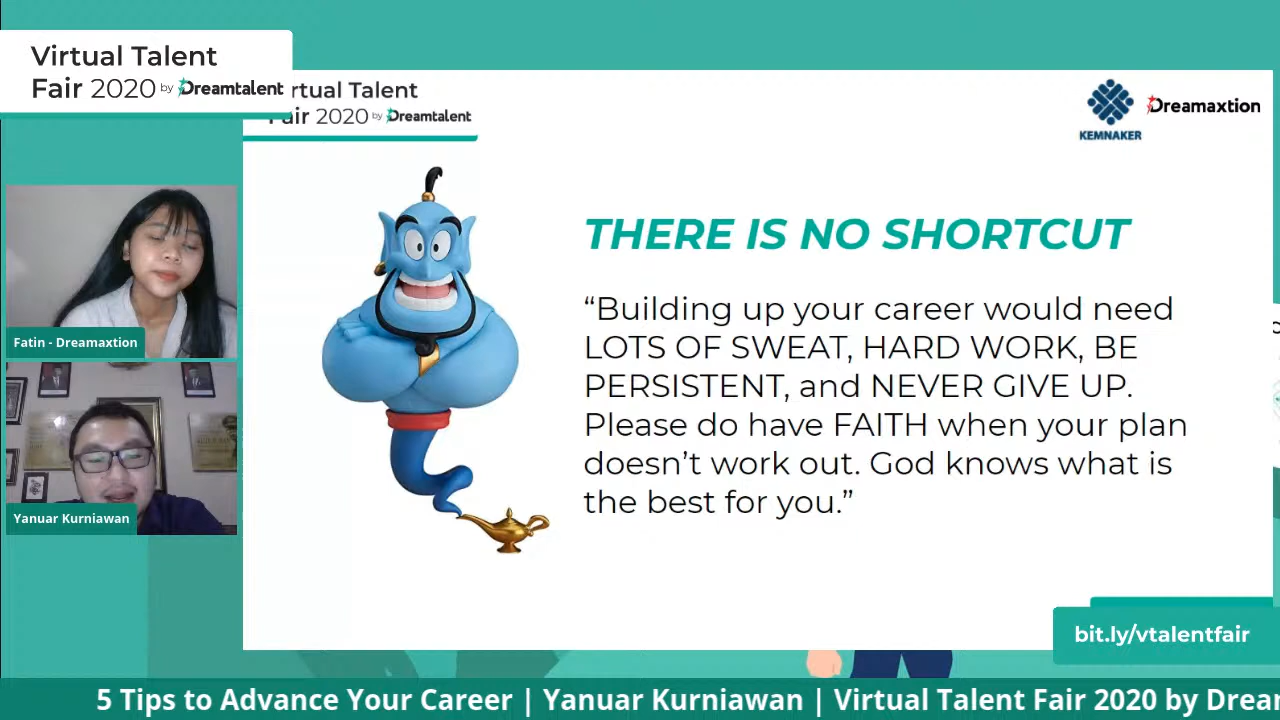 Virtual Talent
Fair 2020 by Dreamtalent
rtual Talent
Fair 2020 by Dreamtalent
KEMNAKER
Dreamaxtion
THERE IS NO SHORTCUT
“Building up your career would need
LOTS OF SWEAT, HARD WORK, BE
PERSISTENT, and NEVER GIVE UP.
Please do have FAITH when your plan
doesn’t work out. God knows what is
the best for you.”
Fatin - Dreamaxtion
Yanuar Kurniawan
bit.ly/vtalentfair
5 Tips to Advance Your Career | Yanuar Kurniawan | Virtual Talent Fair 2020 by Drear